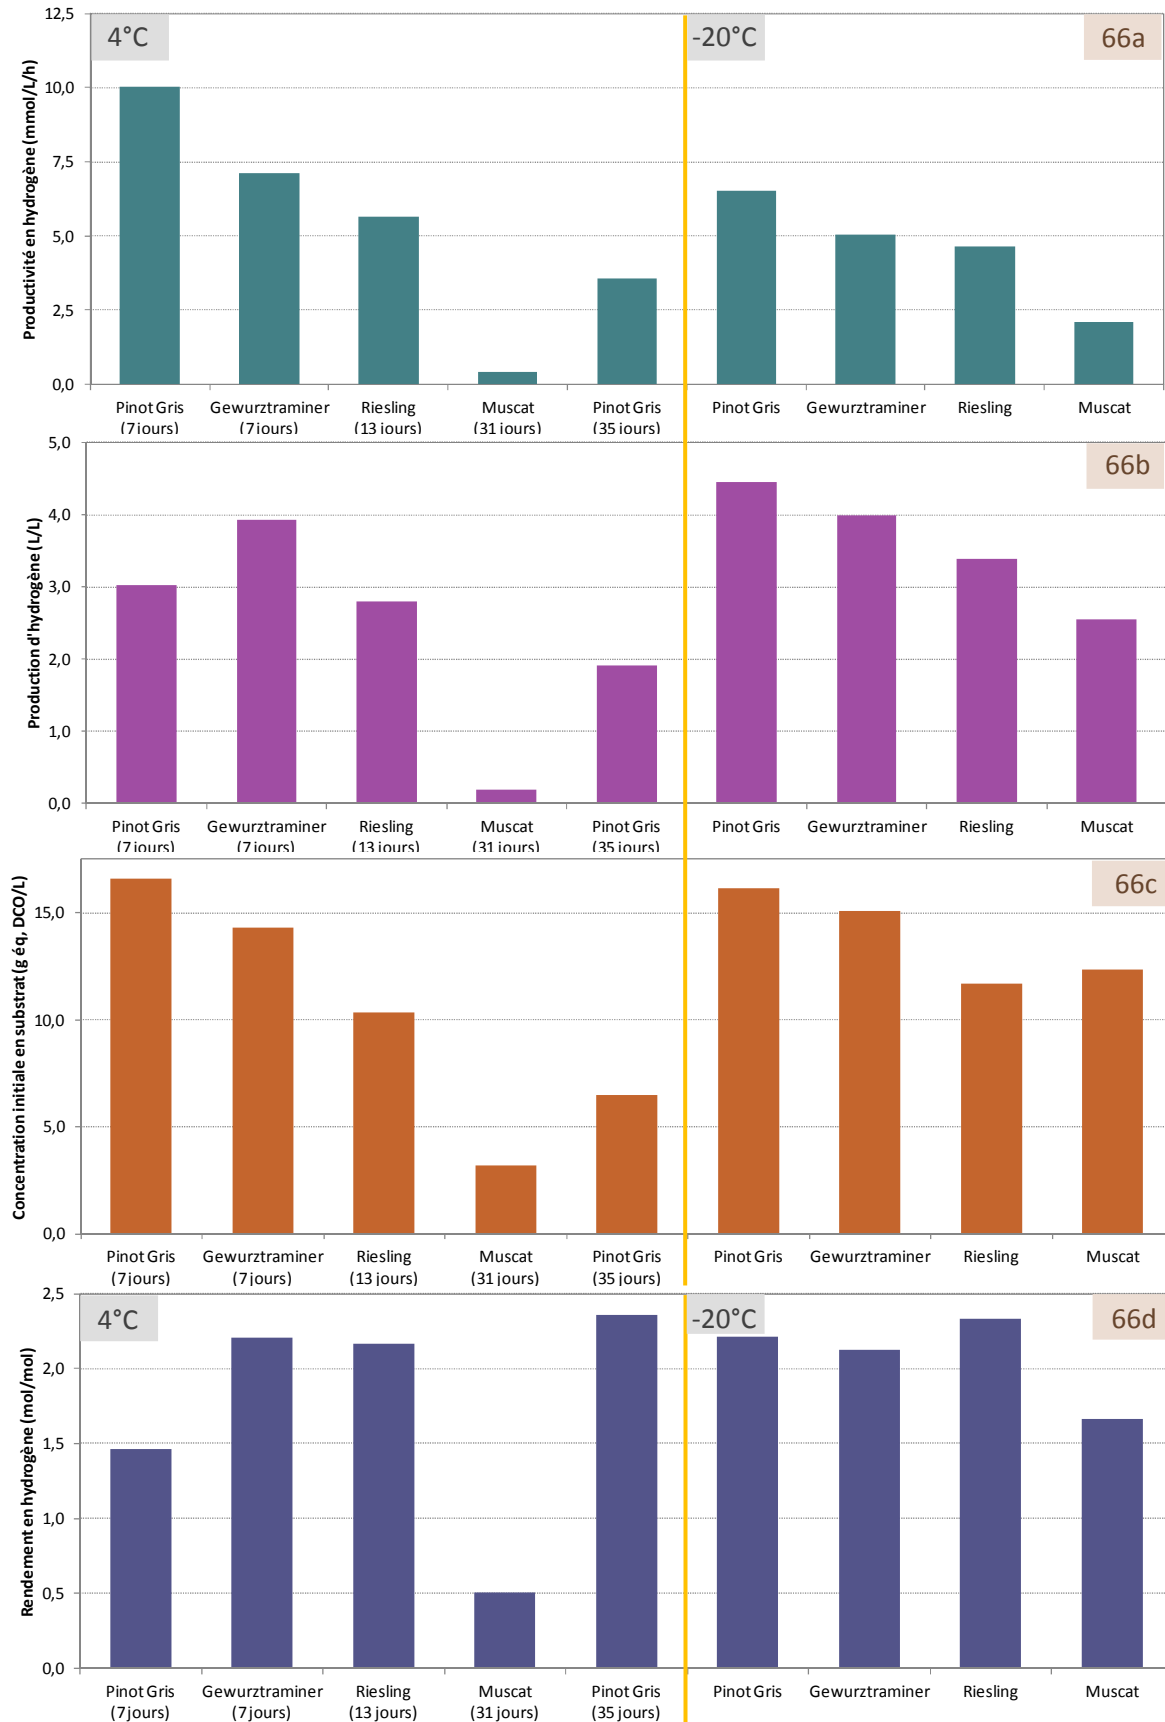 4°C
-20°C
66a
Productivité en hydrogène (mmol/L/h)
12,5
10,0
7,5
5,0
2,5
0,0
Pinot Gris Gewurztraminer Riesling Muscat Pinot Gris Pinot Gris Gewurztraminer Riesling Muscat
(7 jours) (7 jours) (13 jours) (31 jours) (35 jours)
66b
Production d'hydrogène (L/L)
5,0
4,0
3,0
2,0
1,0
0,0
Pinot Gris Gewurztraminer Riesling Muscat Pinot Gris Pinot Gris Gewurztraminer Riesling Muscat
(7 jours) (7 jours) (13 jours) (31 jours) (35 jours)
66c
Concentration initiale en substrat (g éq, DCO/L)
15,0
10,0
5,0
0,0
Pinot Gris Gewurztraminer Riesling Muscat Pinot Gris Pinot Gris Gewurztraminer Riesling Muscat
(7 jours) (7 jours) (13 jours) (31 jours) (35 jours)
4°C
-20°C
66d
Rendement en hydrogène (mol/mol)
2,5
2,0
1,5
1,0
0,5
0,0
Pinot Gris Gewurztraminer Riesling Muscat Pinot Gris Pinot Gris Gewurztraminer Riesling Muscat
(7 jours) (7 jours) (13 jours) (31 jours) (35 jours)